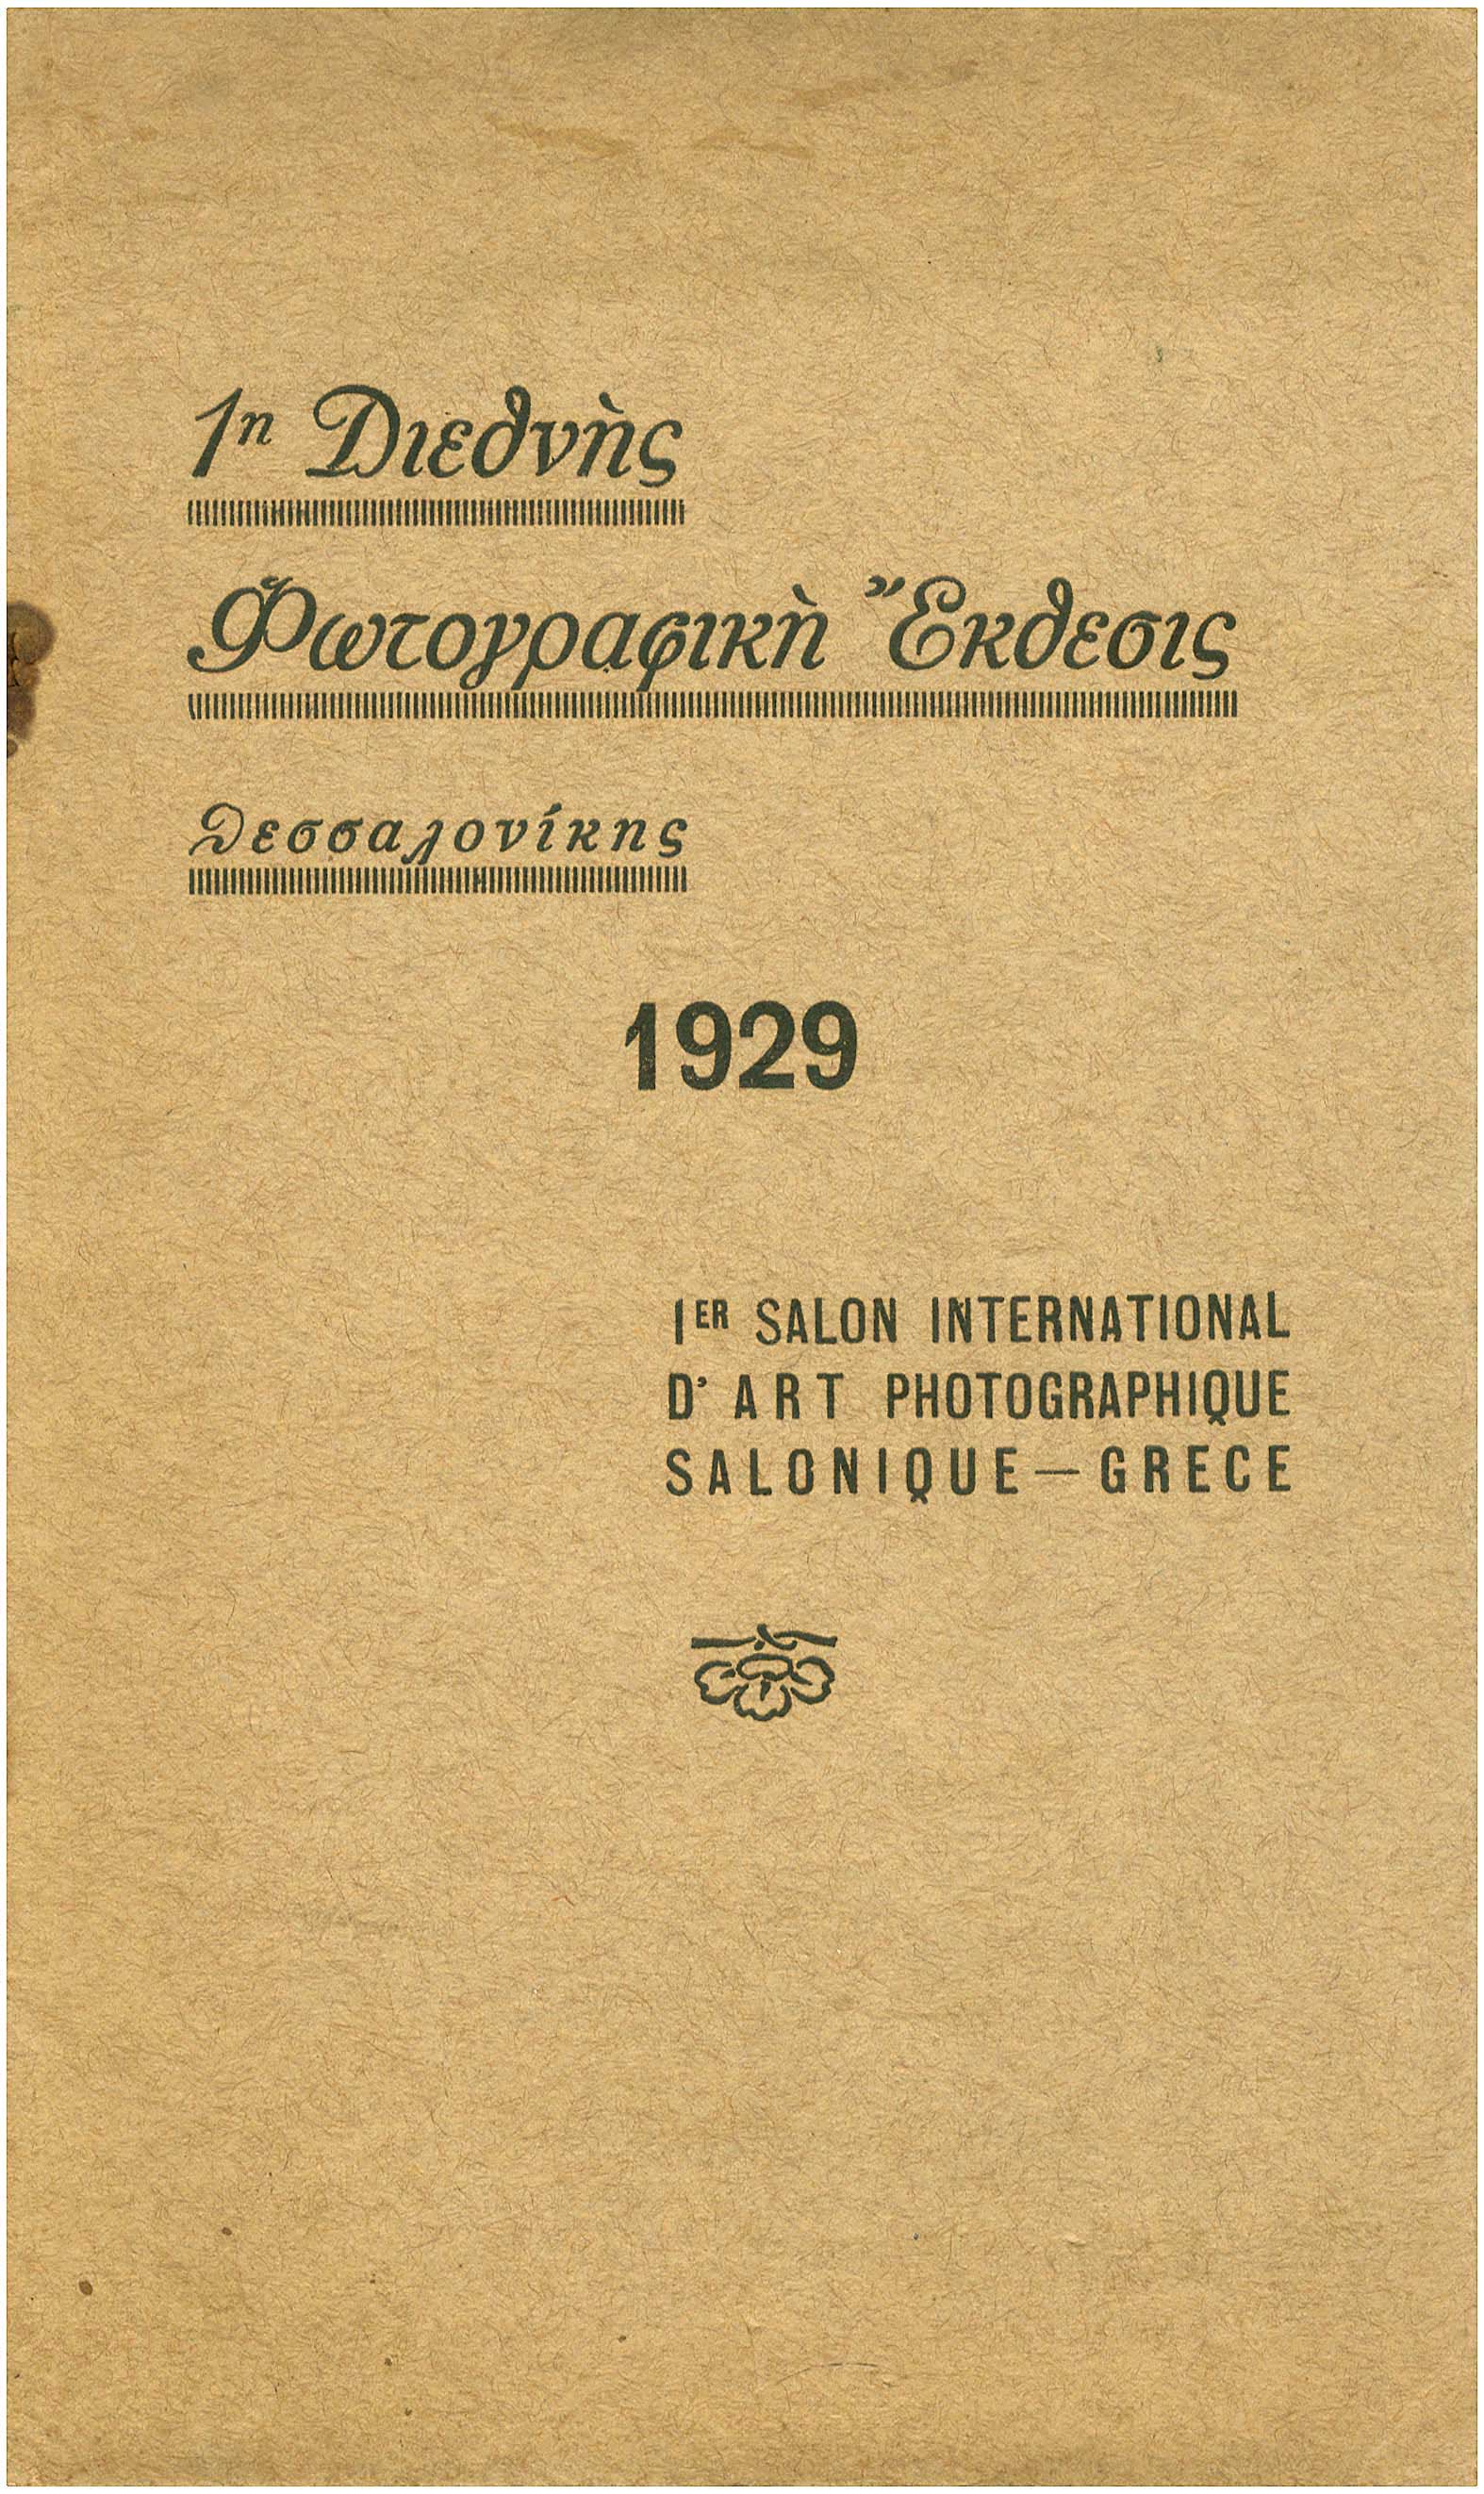 1η Διεθνὴς
Φωτογραφικὴ Ἔκθεσις
Θεσσαλονίκης
1929
1ER SALON INTERNATIONAL
D' ART PHOTOGRAPHIQUE
SALONIQUE — GRECE